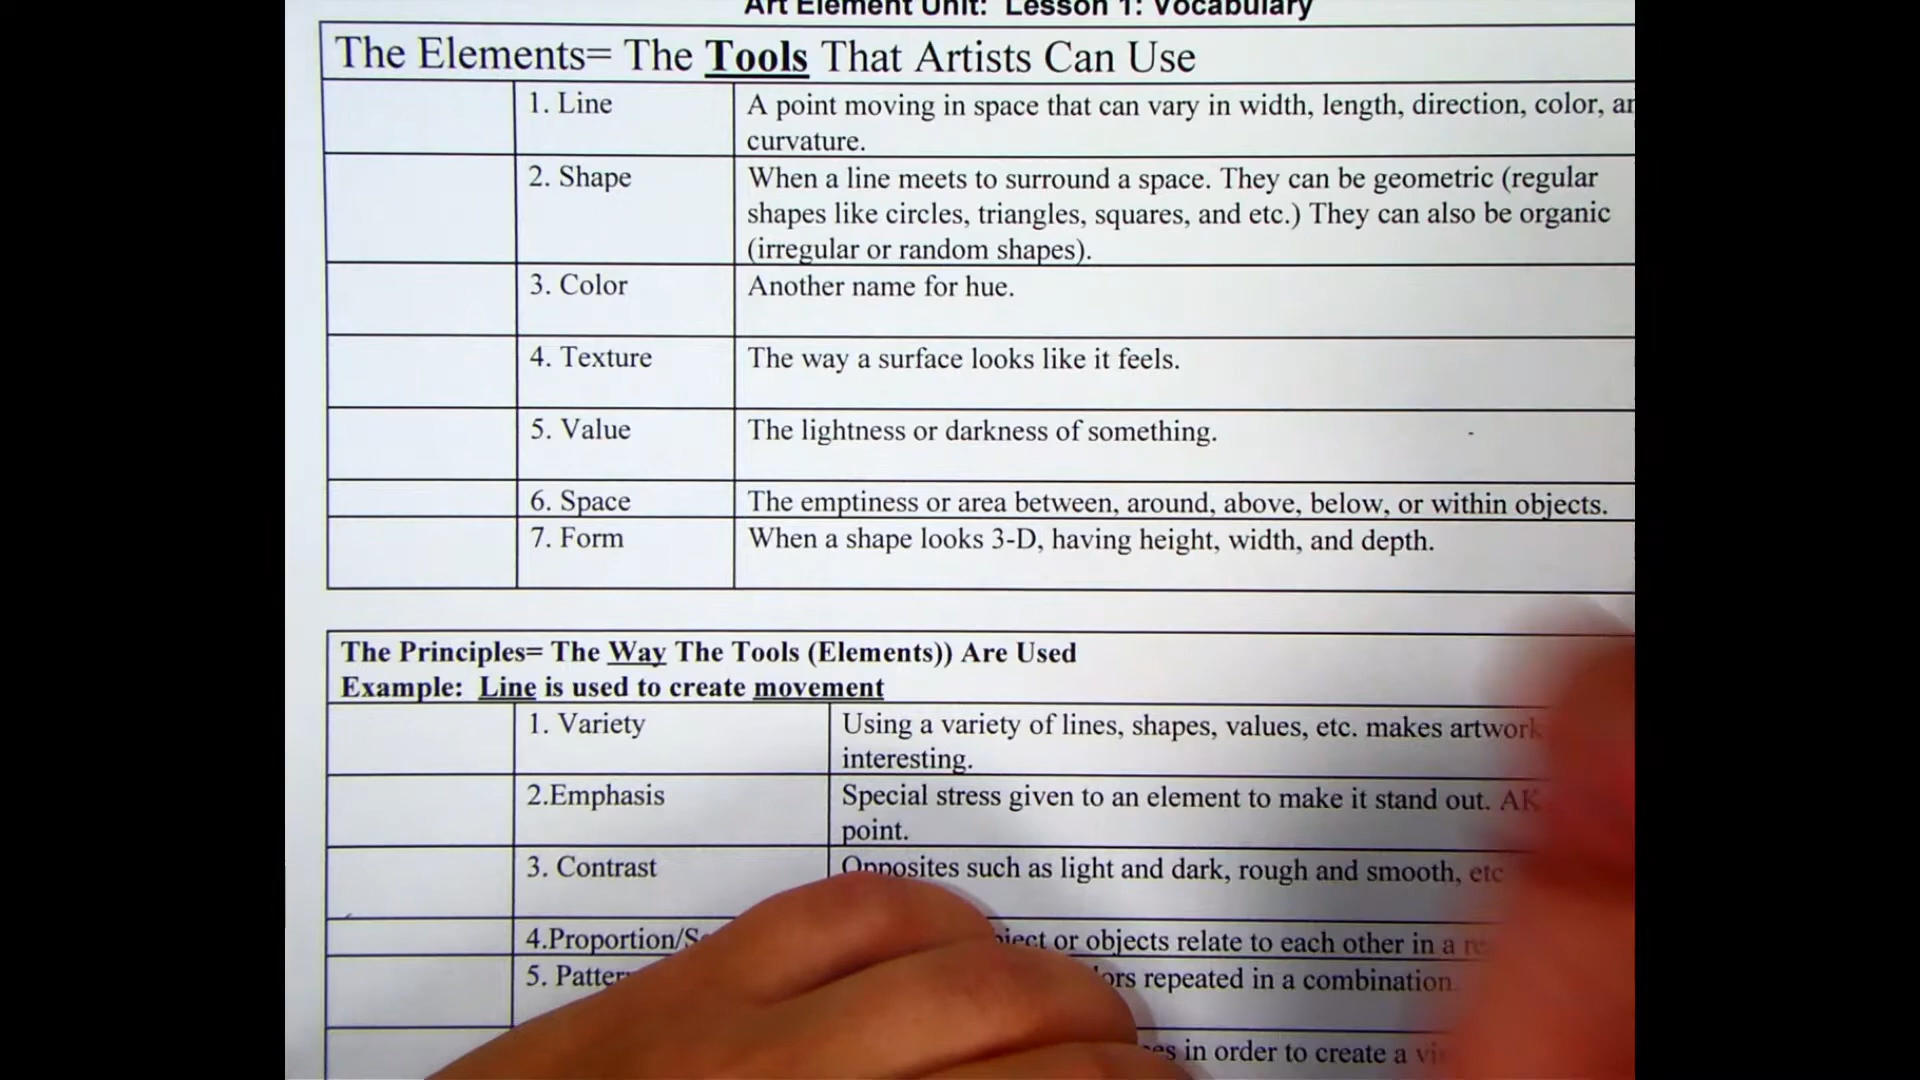 Art Element Unit: Lesson 1: Vocabulary
The Elements= The Tools That Artists Can Use
1. Line
A point moving in space that can vary in width, length, direction, color,
curvature.
2. Shape
When a line meets to surround a space. They can be geometric (regular
shapes like circles, triangles, squares, and etc.) They can also be organic
(irregular or random shapes).
3. Color
Another name for hue.
4. Texture
The way a surface looks like it feels.
5. Value
The lightness or darkness of something.
6. Space
The emptiness or area between, around, above, below, or within objects.
7. Form
When a shape looks 3-D, having height, width, and depth.
The Principles= The Way The Tools (Elements)) Are Used
Example: Line is used to create movement
1. Variety
Using a variety of lines, shapes, values, etc. makes artwork
interesting.
2.Emphasis
Special stress given to an element to make it stand out.
point.
3. Contrast
Opposites such as light and dark, rough and smooth, etc
4.Proportion/
or objects relate to each other in a
5.
repeated in a combination.
in order to create a